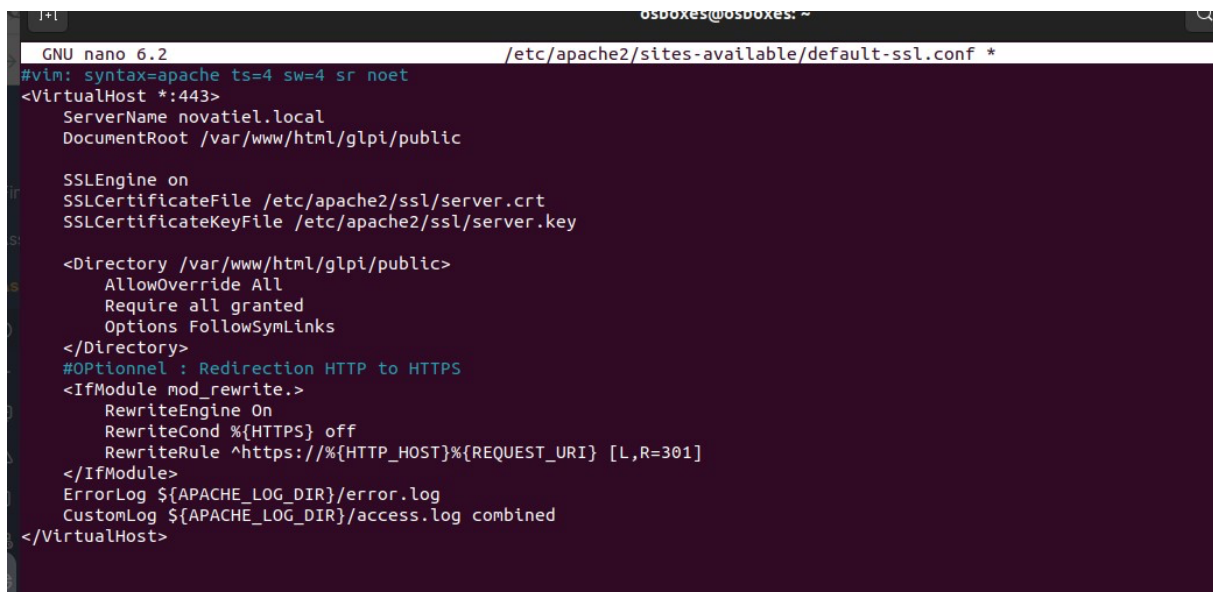 osboxes@osboxes: ~
GNU nano 6.2 /etc/apache2/sites-available/default-ssl.conf *
#vim: syntax=apache ts=4 sw=4 sr noet
<VirtualHost *:443>
ServerName novatiel.local
DocumentRoot /var/www/html/glpi/public
SSLEngine on
SSLCertificateFile /etc/apache2/ssl/server.crt
SSLCertificateKeyFile /etc/apache2/ssl/server.key
<Directory /var/www/html/glpi/public>
AllowOverride All
Require all granted
Options FollowSymLinks
</Directory>
#OPtionnel : Redirection HTTP to HTTPS
<IfModule mod_rewrite.>
RewriteEngine On
RewriteCond %{HTTPS} off
RewriteRule ^https://%{HTTP_HOST}%{REQUEST_URI} [L,R=301]
</IfModule>
ErrorLog ${APACHE_LOG_DIR}/error.log
CustomLog ${APACHE_LOG_DIR}/access.log combined
</VirtualHost>